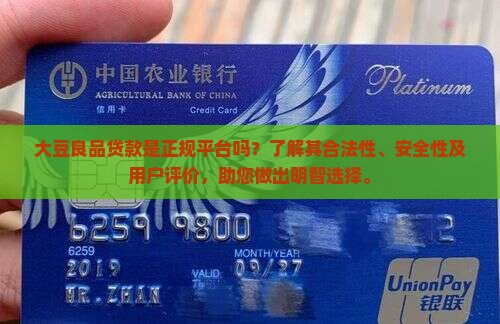 中国农业银行
AGRICULTURAL BANK OF CHINA
Platinum
信用卡 Credit Card
大豆良品贷款是正规平台吗？了解其合法性、安全性及
用户评价，助您做出明智选择。
6259 9800 2
6259
MONTH/YEAR
2019 VALID 09/27
MR.ZHAN
UnionPay
银联